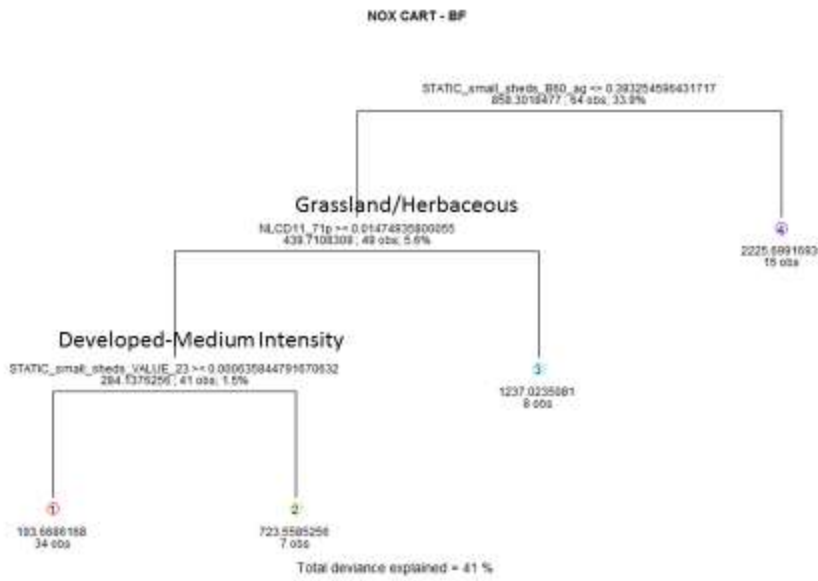 NOX CART - BF
STATIC_small_sheds_B60_ag <> 0.393254596431717
858.3018477 ; 64 obs; 33.9%
Grassland/Herbaceous
NLCD11_71p >< 0.01474935800055
439.7108308 ; 49 obs; 5.6%
4
2225.6991693
15 obs
Developed-Medium Intensity
STATIC_small_sheds_VALUE_23 >< 0.000635844791670632
284.1376256 ; 41 obs; 1.5%
3
1237.0235081
8 obs
1
193.6686168
34 obs
2
723.5585256
7 obs
Total deviance explained = 41 %